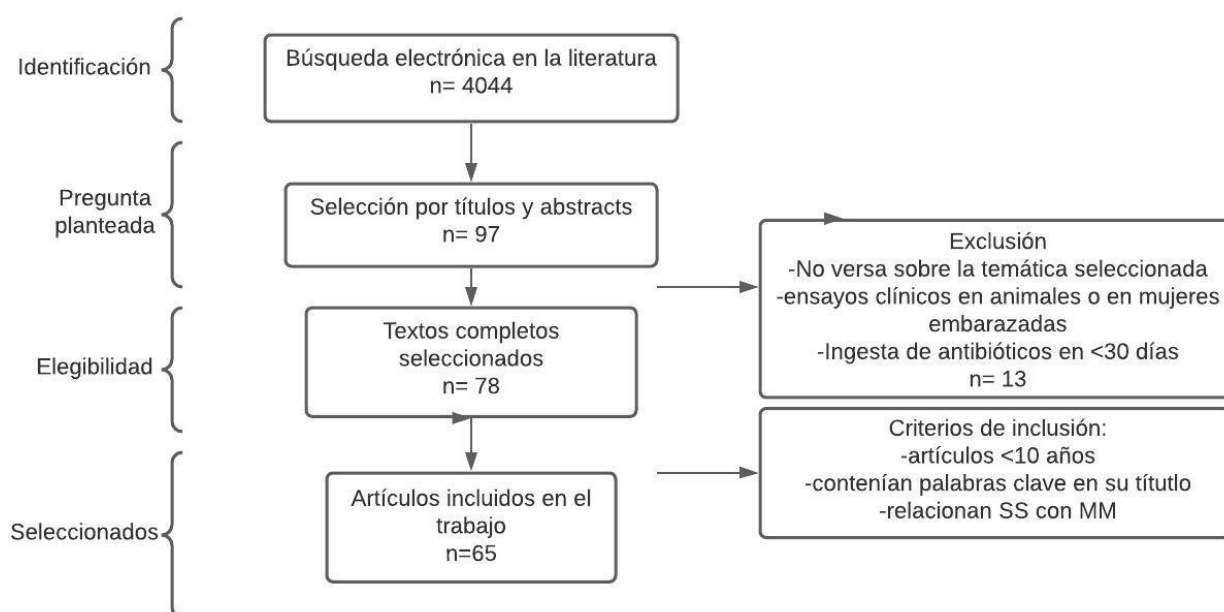 Identificación
Búsqueda electrónica en la literatura
n= 4044
Pregunta
planteada
Selección por títulos y abstracts
n= 97
Exclusión
-No versa sobre la temática seleccionada
-ensayos clínicos en animales o en mujeres
embarazadas
-Ingesta de antibióticos en <30 días
n= 13
Elegibilidad
Textos completos
seleccionados
n= 78
Criterios de inclusión:
-artículos <10 años
-contenían palabras clave en su títutlo
-relacionan SS con MM
Seleccionados
Artículos incluidos en el
trabajo
n=65